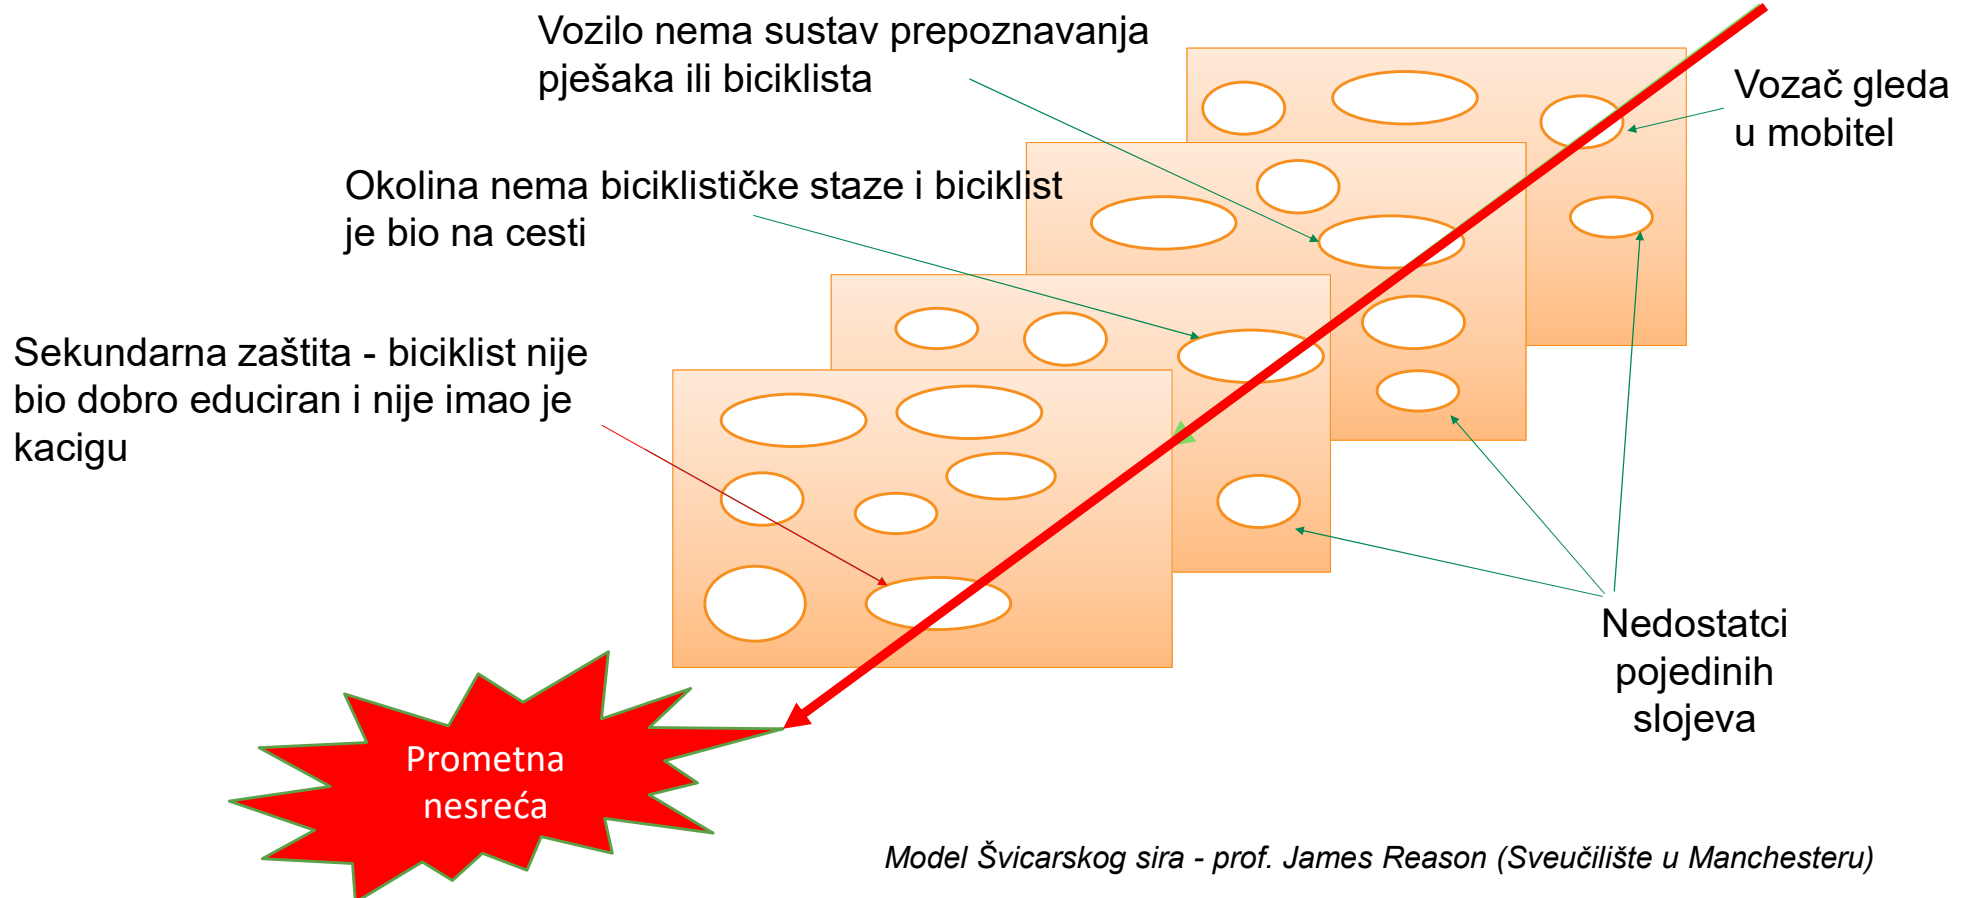 Vozilo nema sustav prepoznavanja
pješaka ili biciklista
Vozač gleda
u mobitel
Okolina nema biciklističke staze i biciklist
je bio na cesti
Sekundarna zaštita - biciklist nije
bio dobro educiran i nije imao je
kacigu
Nedostatci
pojedinih
slojeva
Prometna
nesreća
Model Švicarskog sira - prof. James Reason (Sveučilište u Manchesteru)